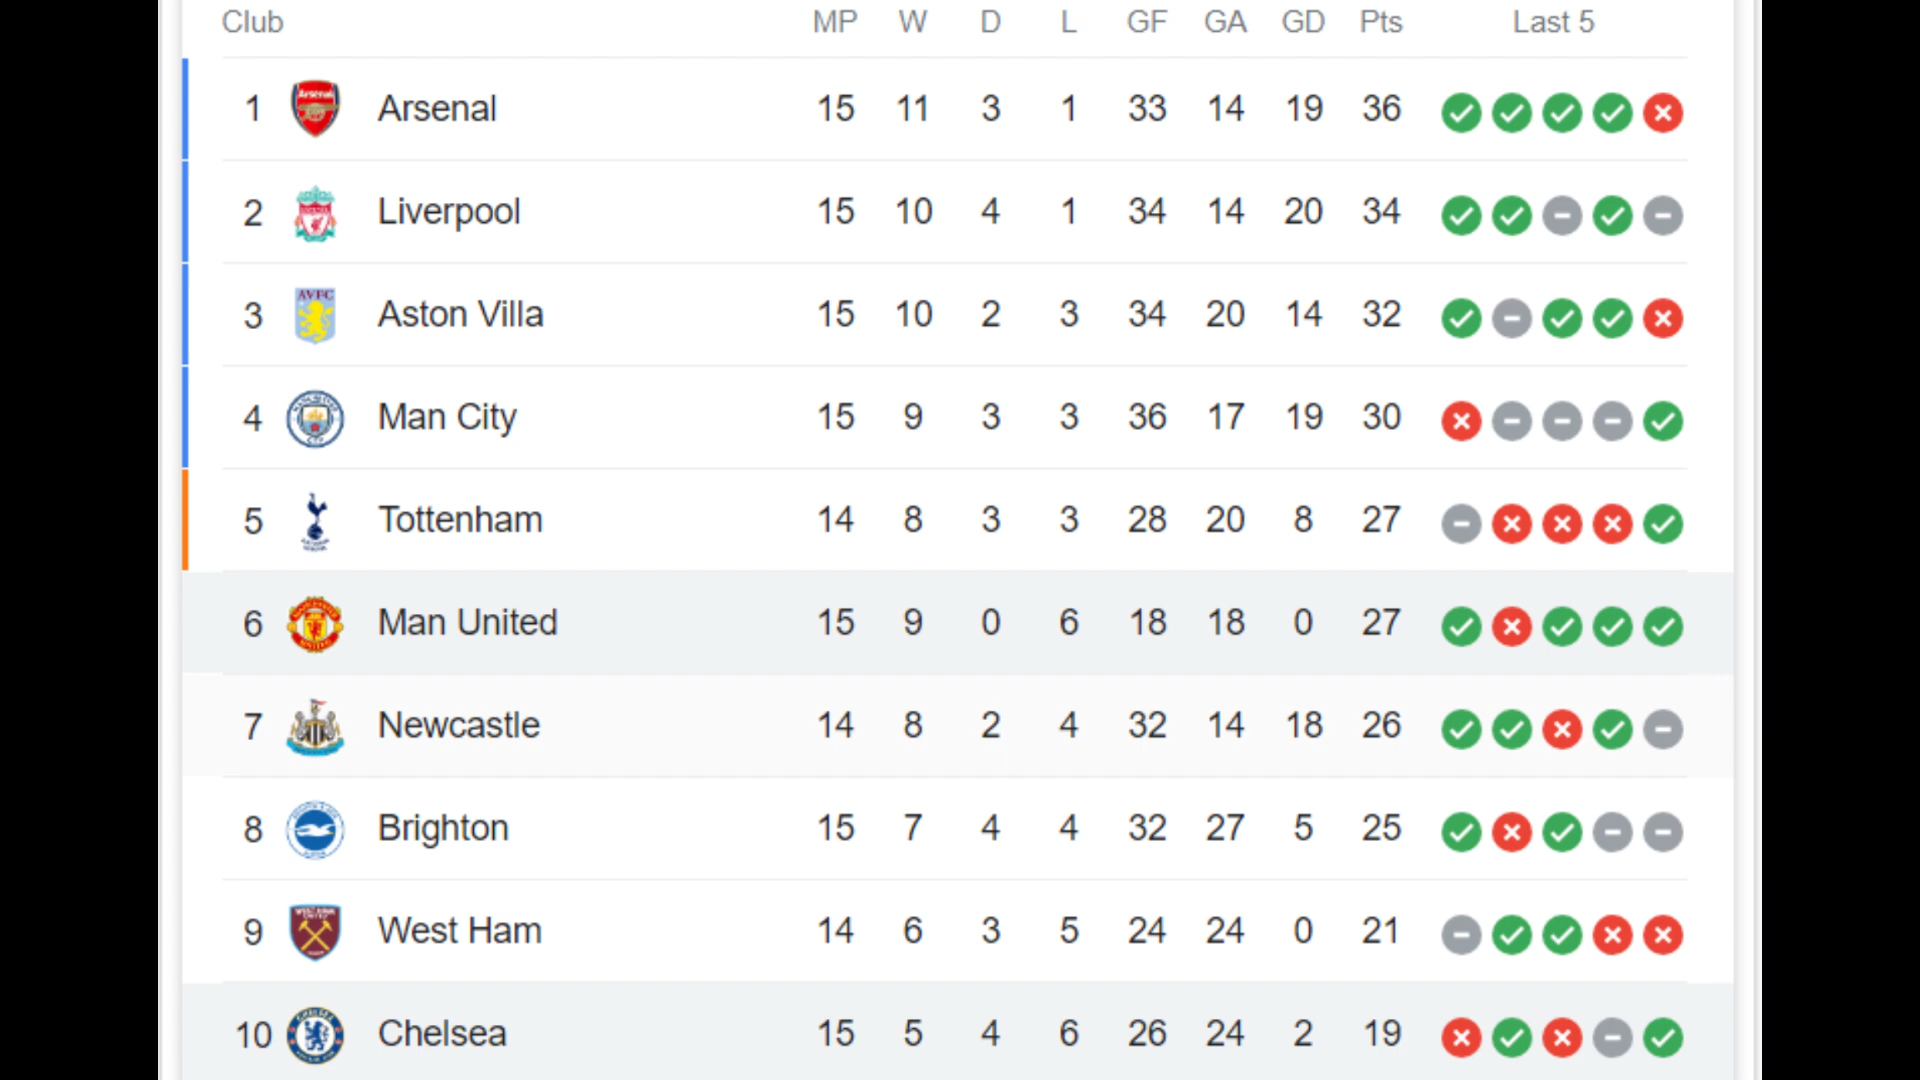 Club MP W D L GF GA GD Pts Last 5
1 Arsenal 15 11 3 1 33 14 19 36
2 Liverpool 15 10 4 1 34 14 20 34
3 AVFC Aston Villa 15 10 2 3 34 20 14 32
4 Man City 15 9 3 3 36 17 19 30
5 Tottenham 14 8 3 3 28 20 8 27
6 Man United 15 9 0 6 18 18 0 27
7 Newcastle 14 8 2 4 32 14 18 26
8 Brighton 15 7 4 4 32 27 5 25
9 West Ham 14 6 3 5 24 24 0 21
10 Chelsea 15 5 4 6 26 24 2 19